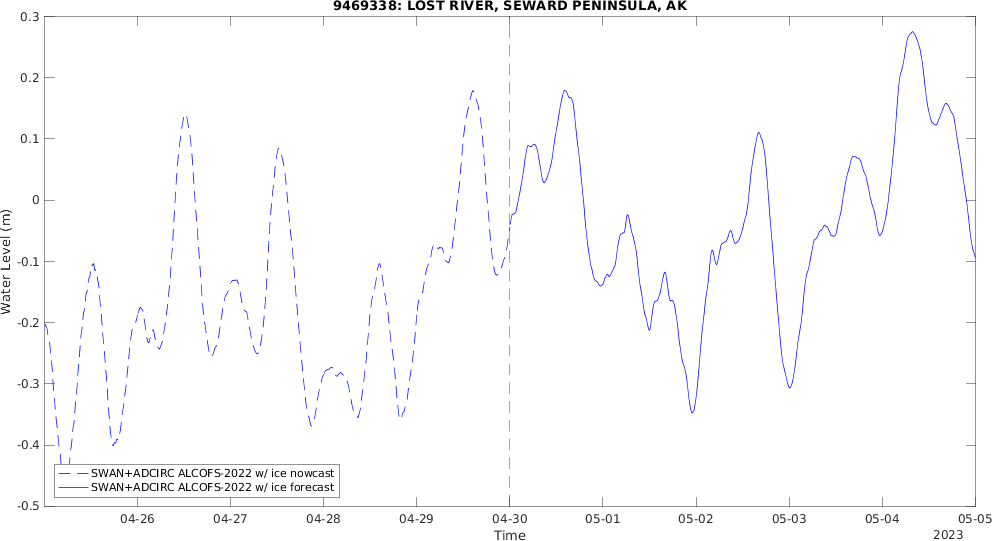 9469338: LOST RIVER, SEWARD PENINSULA, AK
0.3
0.2
0.1
0
-0.1
-0.2
-0.3
-0.4
-0.5
Water Level (m)
SWAN+ADCIRC ALCOFS-2022 w/ ice nowcast
SWAN+ADCIRC ALCOFS-2022 w/ ice forecast
04-26 04-27 04-28 04-29 04-30 05-01 05-02 05-03 05-04 05-05
Time 2023